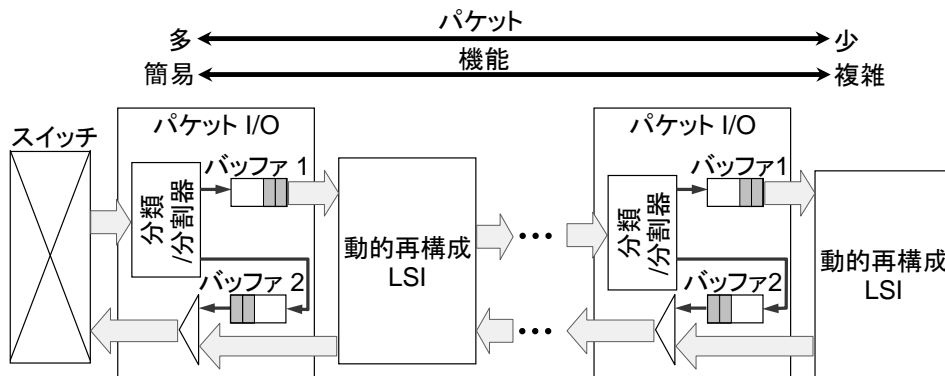 パケット
多
少
機能
簡易
複雑
スイッチ
パケット I/O
バッファ 1
分類
/分割器
バッファ 2
動的再構成
LSI
•••
•••
パケット I/O
バッファ1
分類
/分割器
バッファ2
動的再構成
LSI